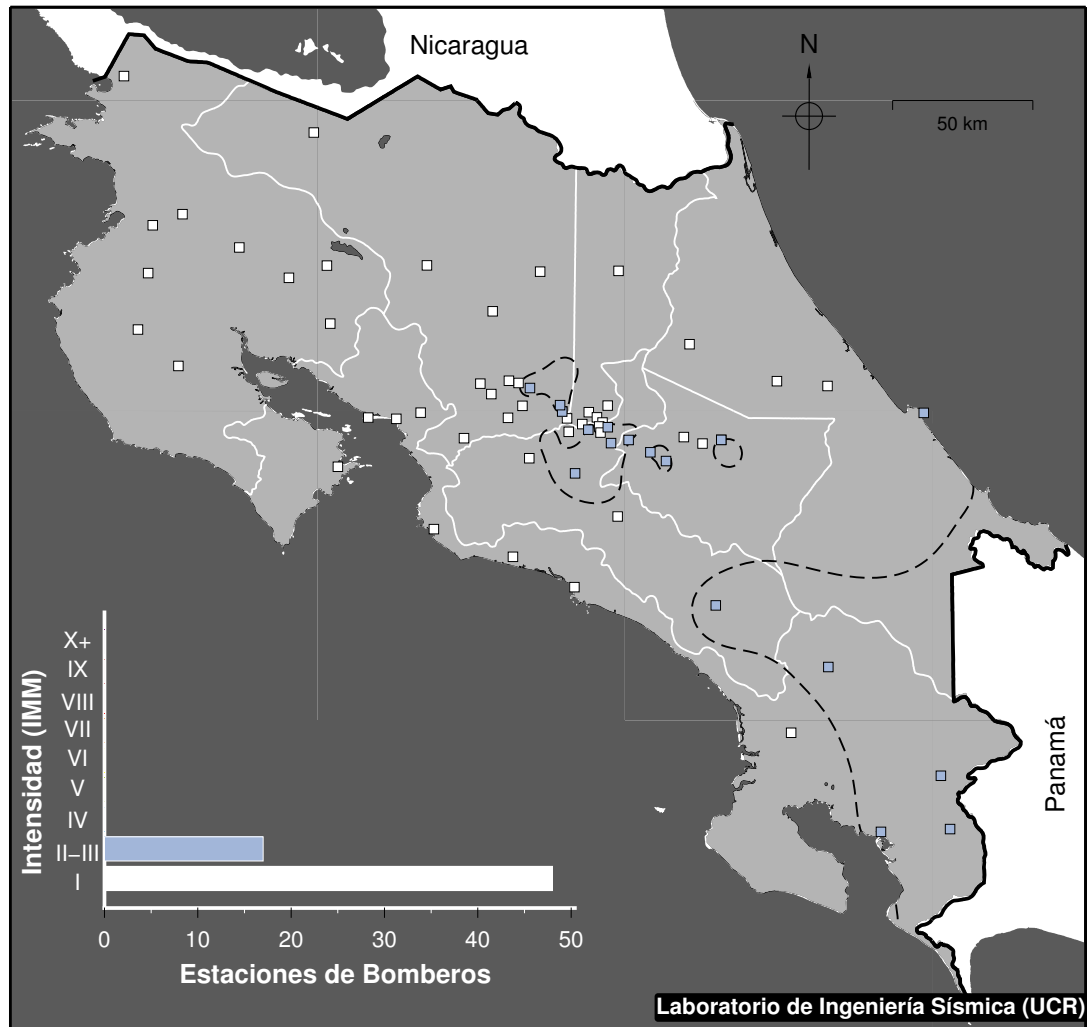 Nicaragua
N
50 km
Panamá
Intensidad (IMM)
X+
IX
VIII
VII
VI
V
IV
II–III
I
0 10 20 30 40 50
Estaciones de Bomberos
Laboratorio de Ingeniería Sísmica (UCR)